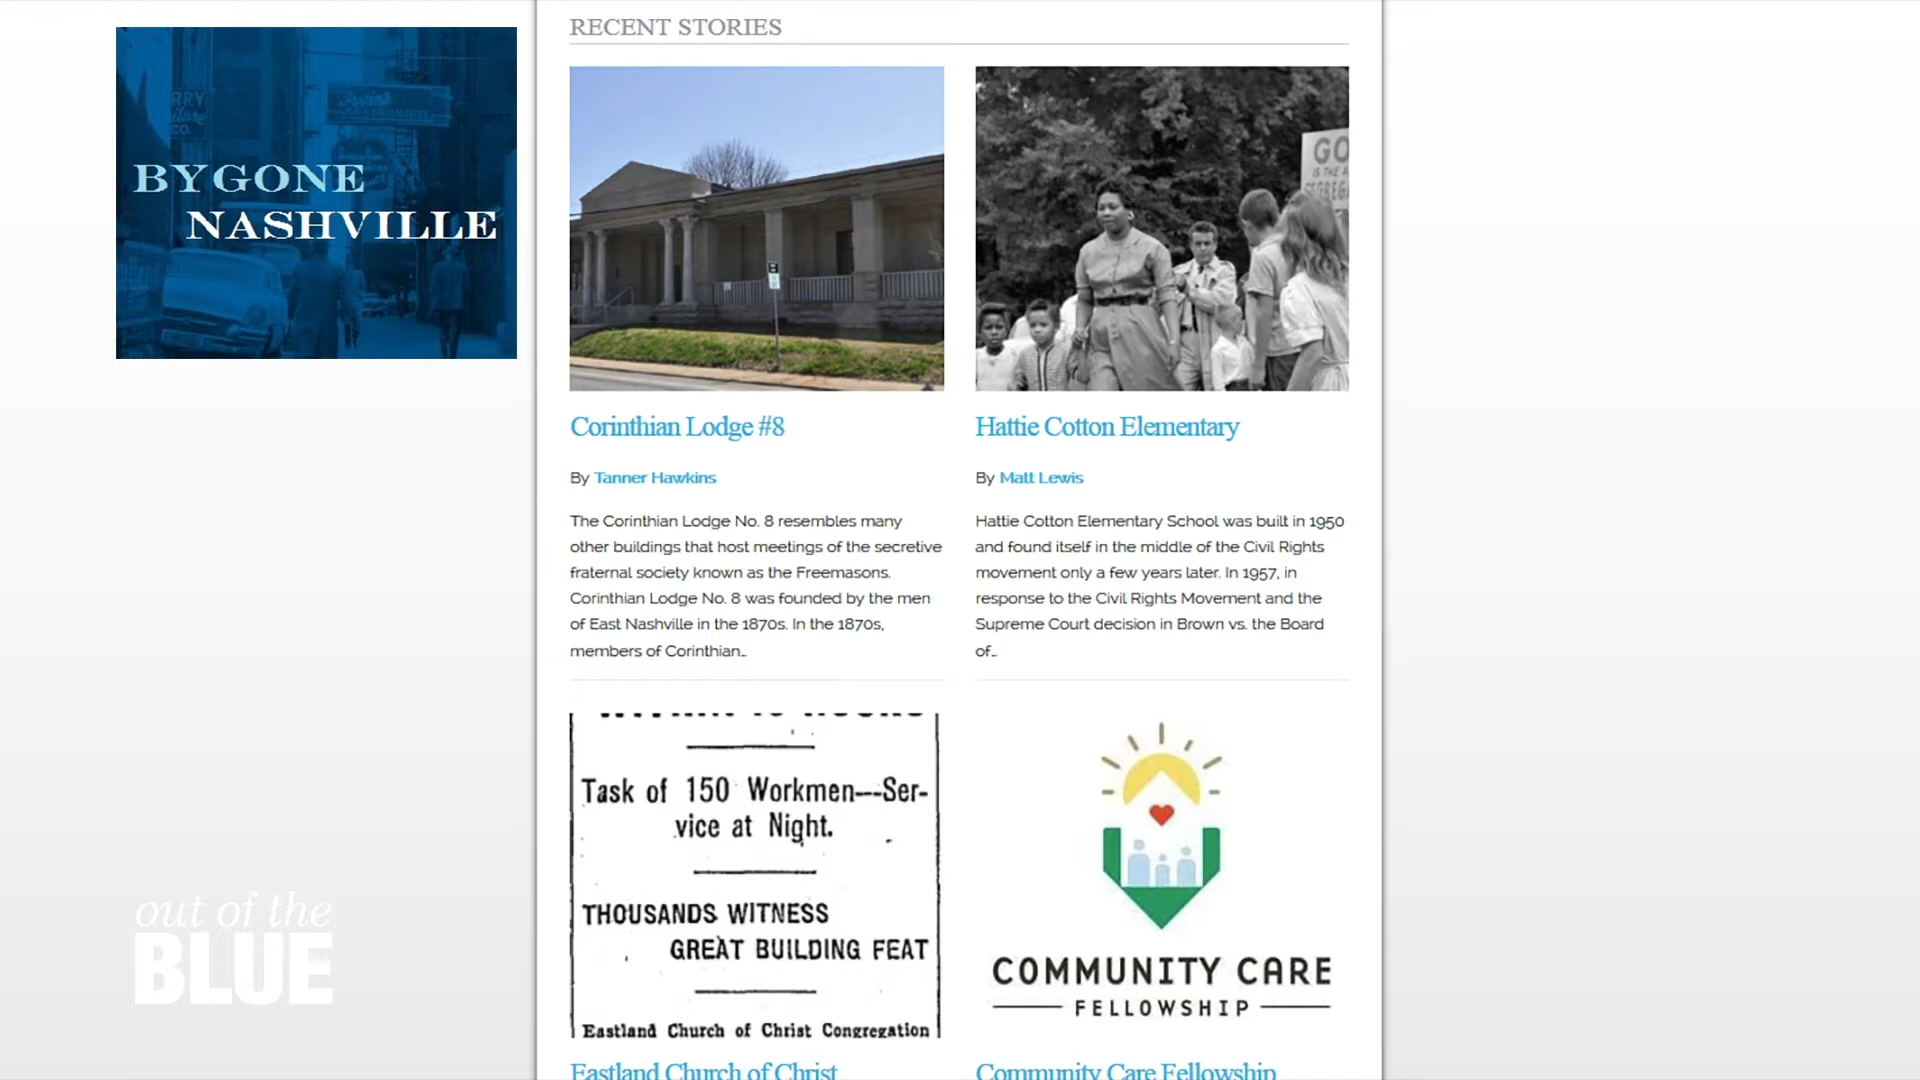 RECENT STORIES
BYGONE
NASHVILLE
GO
IS THE A
Corinthian Lodge #8
By Tanner Hawkins
The Corinthian Lodge No. 8 resembles many
other buildings that host meetings of the secretive
fraternal society known as the Freemasons.
Corinthian Lodge No. 8 was founded by the men
of East Nashville in the 1870s. In the 1870s,
members of Corinthian...
Hattie Cotton Elementary
By Matt Lewis
Hattie Cotton Elementary School was built in 1950
and found itself in the middle of the Civil Rights
movement only a few years later. In 1957, in
response to the Civil Rights Movement and the
Supreme Court decision in Brown vs. the Board
of...
Task of 150 Workmen---Ser-
vice at Night.
THOUSANDS WITNESS
GREAT BUILDING FEAT
Eastland Church of Christ Congregation
COMMUNITY CARE
FELLOWSHIP
Eastland Church of Christ
Community Care Fellowship
out of the
BLUE